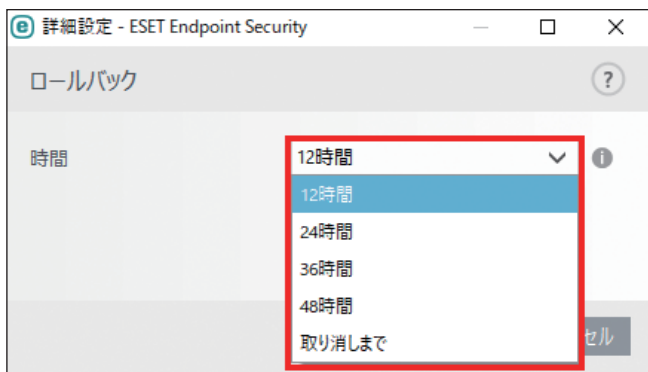 詳細設定 - ESET Endpoint Security
ロールバック
?
時間
12時間
12時間
24時間
36時間
48時間
取り消しまで
セル